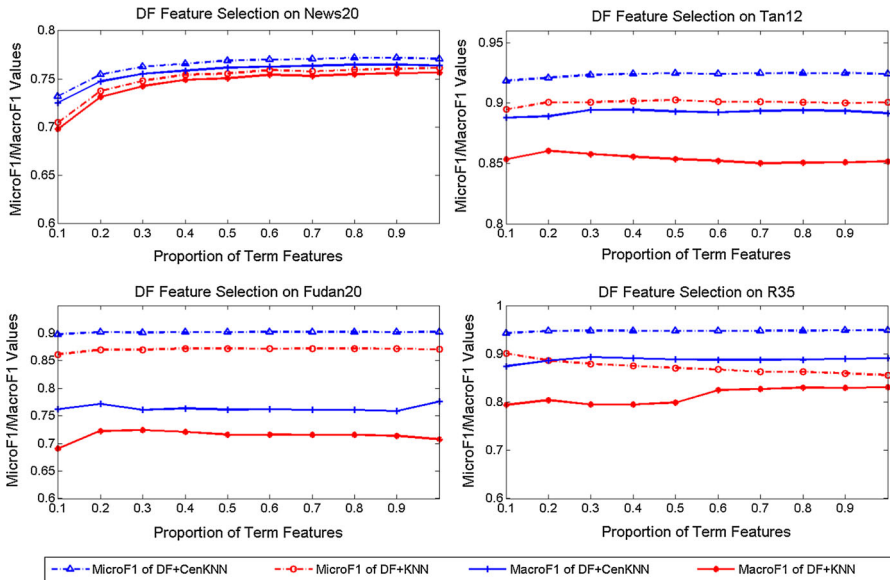 DF Feature Selection on News20
MicroF1/MacroF1 Values
0.8
0.75
0.7
0.65
0.6
0.1 0.2 0.3 0.4 0.5 0.6 0.7 0.8 0.9
Proportion of Term Features
DF Feature Selection on Tan12
MicroF1/MacroF1 Values
0.95
0.9
0.85
0.8
0.1 0.2 0.3 0.4 0.5 0.6 0.7 0.8 0.9
Proportion of Term Features
DF Feature Selection on Fudan20
MicroF1/MacroF1 Values
0.9
0.85
0.8
0.75
0.7
0.65
0.6
0.1 0.2 0.3 0.4 0.5 0.6 0.7 0.8 0.9
Proportion of Term Features
DF Feature Selection on R35
MicroF1/MacroF1 Values
1
0.9
0.8
0.7
0.6
0.1 0.2 0.3 0.4 0.5 0.6 0.7 0.8 0.9
Proportion of Term Features
MicroF1 of DF+CenKNN MicroF1 of DF+KNN MacroF1 of DF+CenKNN MacroF1 of DF+KNN